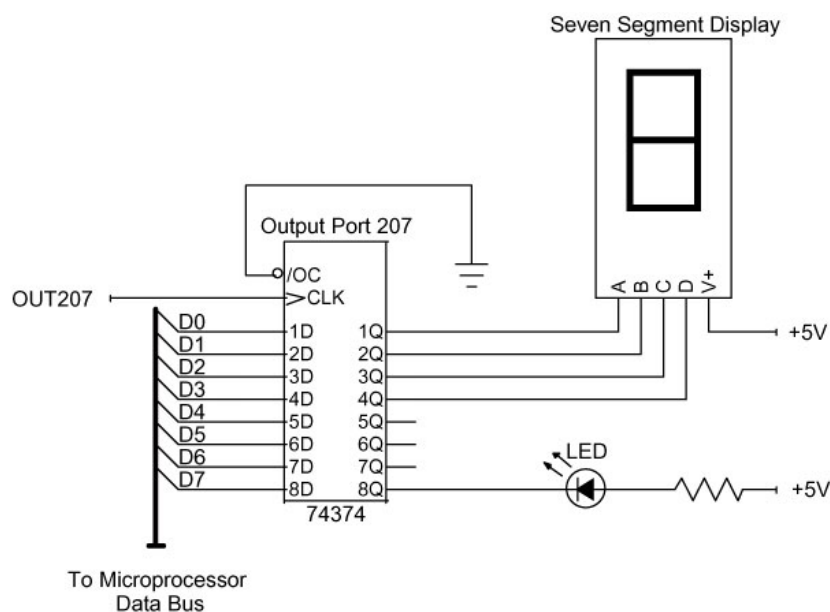 Seven Segment Display
Output Port 207
/OC
OUT207
CLK
A B C D V+
+5V
D0 1D 1Q
D1 2D 2Q
D2 3D 3Q
D3 4D 4Q
D4 5D 5Q
D5 6D 6Q
D6 7D 7Q
D7 8D 8Q
LED
+5V
74374
To Microprocessor
Data Bus